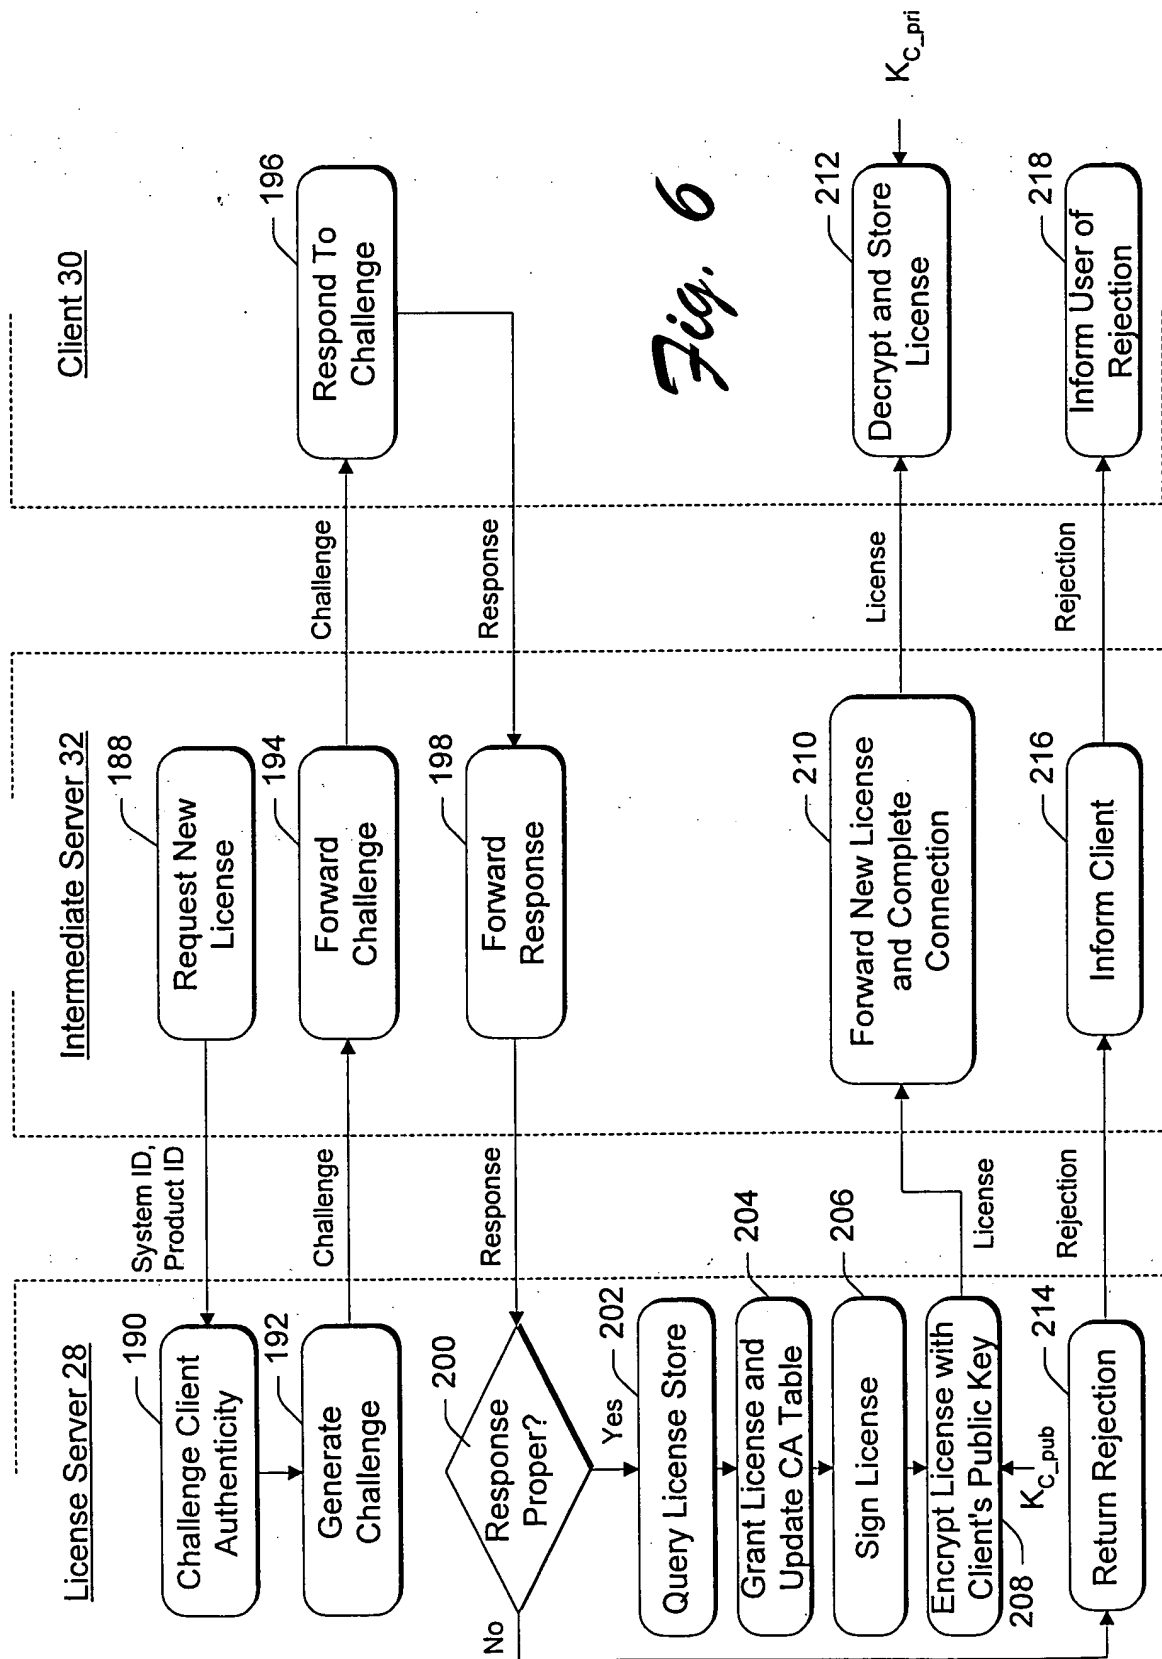 License Server 28
Intermediate Server 32
Client 30
190
Challenge Client
Authenticity
System ID,
Product ID
188
Request New
License
192
Generate
Challenge
Challenge
194
Forward
Challenge
Challenge
196
Respond To
Challenge
200
Response
Proper?
Response
198
Forward
Response
Response
No
Yes
202
Query License Store
204
Grant License and
Update CA Table
206
Sign License
Encrypt License with
Client's Public Key
208
KC_pub
License
210
Forward New License
and Complete
Connection
License
212
Decrypt and Store
License
KC_pri
214
Return Rejection
Rejection
216
Inform Client
Rejection
218
Inform User of
Rejection
Fig. 6